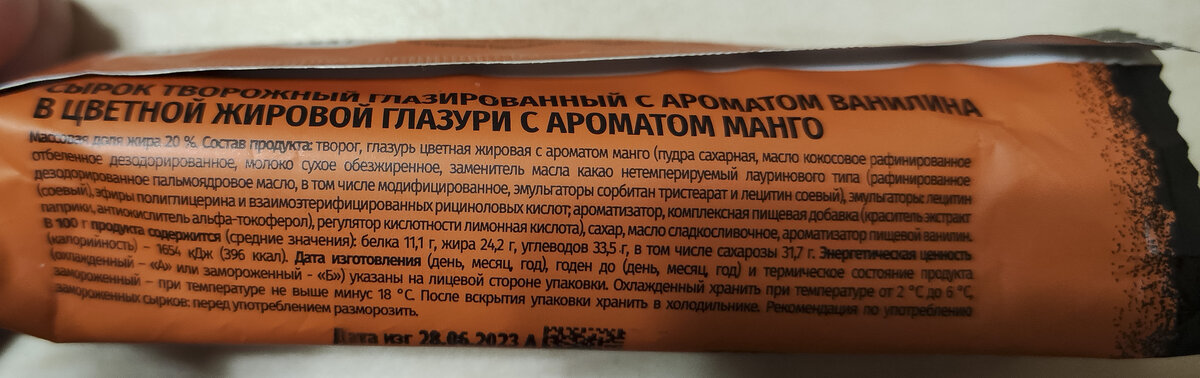 СЫРОК ТВОРОЖНЫЙ ГЛАЗИРОВАННЫЙ С АРОМАТОМ ВАНИЛИНА
В ЦВЕТНОЙ ЖИРОВОЙ ГЛАЗУРИ С АРОМАТОМ МАНГО
Массовая доля жира 20 %. Состав продукта: творог, глазурь цветная жировая с ароматом манго (пудра сахарная, масло кокосовое рафинированное
отбеленное дезодорированное, молоко сухое обезжиренное, заменитель масла какао нетемперируемый лауринового типа (рафинированное
дезодорированное пальмоядровое масло, в том числе модифицированное, эмульгаторы сорбитан тристеарат и лецитин соевый), эмульгаторы: лецитин
(соевый), эфиры полиглицерина и взаимоэтерифицированных рициноловых кислот; ароматизатор, комплексная пищевая добавка (краситель экстракт
паприки, антиокислитель альфа-токоферол), регулятор кислотности лимонная кислота), сахар, масло сладкосливочное, ароматизатор пищевой ванилин.
В 100 г продукта содержится (средние значения): белка 11,1 г, жира 24,2 г, углеводов 33,5 г, в том числе сахарозы 31,7 г. Энергетическая ценность
(калорийность) – 1654 кДж (396 ккал). Дата изготовления (день, месяц, год), годен до (день, месяц, год) и термическое состояние продукта
(охлажденный - «А» или замороженный - «Б») указаны на лицевой стороне упаковки. Охлажденный хранить при температуре от 2 °С до 6 °С,
замороженный - при температуре не выше минус 18 °С. После вскрытия упаковки хранить в холодильнике. Рекомендация по употреблению
замороженных сырков: перед употреблением разморозить.
Дата изг 28.06.2023 А